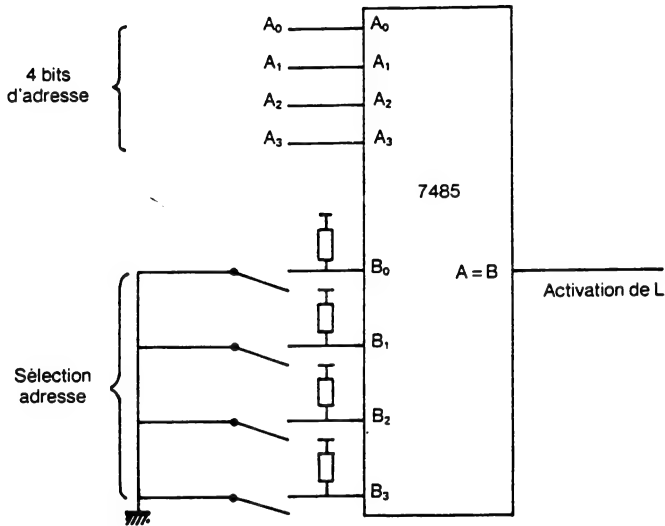 A₀ A₀
4 bits
d'adresse
A₁ A₁
A₂ A₂
A₃ A₃
7485
B₀
A = B
Activation de L
B₁
Sélection
adresse
B₂
B₃